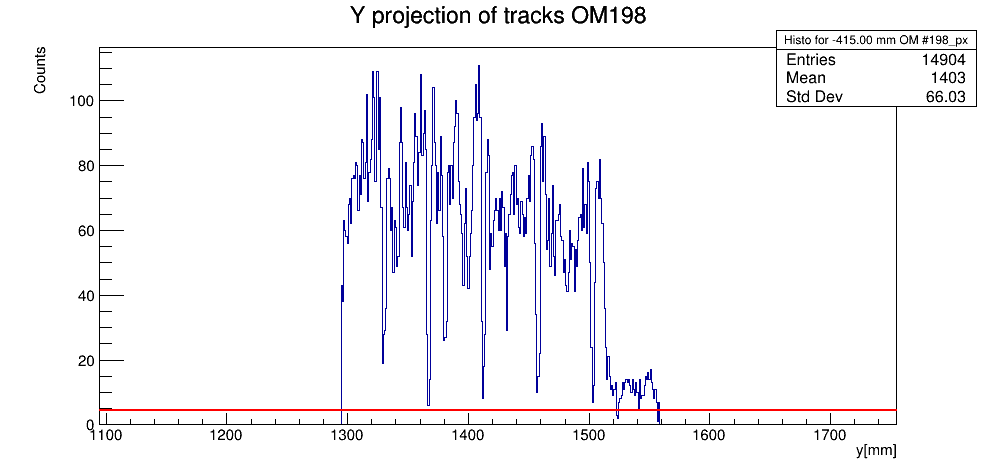 Y projection of tracks OM198
Histo for -415.00 mm OM #198_px
Entries 14904
Mean 1403
Std Dev 66.03
Counts
100
80
60
40
20
0
1100 1200 1300 1400 1500 1600 1700
y[mm]